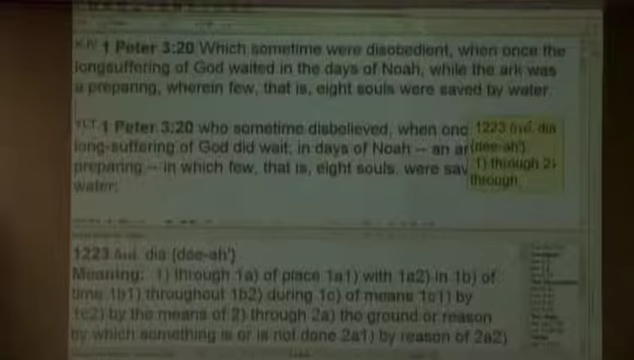 KJV 1 Peter 3:20 Which sometime were disobedient, when once the
longsuffering of God waited in the days of Noah, while the ark was
a preparing, wherein few, that is, eight souls were saved by water.
YLT 1 Peter 3:20 who sometime disbelieved, when onc
long-suffering of God did wait, in days of Noah -- an ar
preparing -- in which few, that is, eight souls, were sav
water;
1223 διά dia
(dee-ah')
1) through 2)
through
1223 διά dia (dee-ah')
Meaning: 1) through 1a) of place 1a1) with 1a2) in 1b) of
time 1b1) throughout 1b2) during 1c) of means 1c1) by
1c2) by the means of 2) through 2a) the ground or reason
by which something is or is not done 2a1) by reason of 2a2)